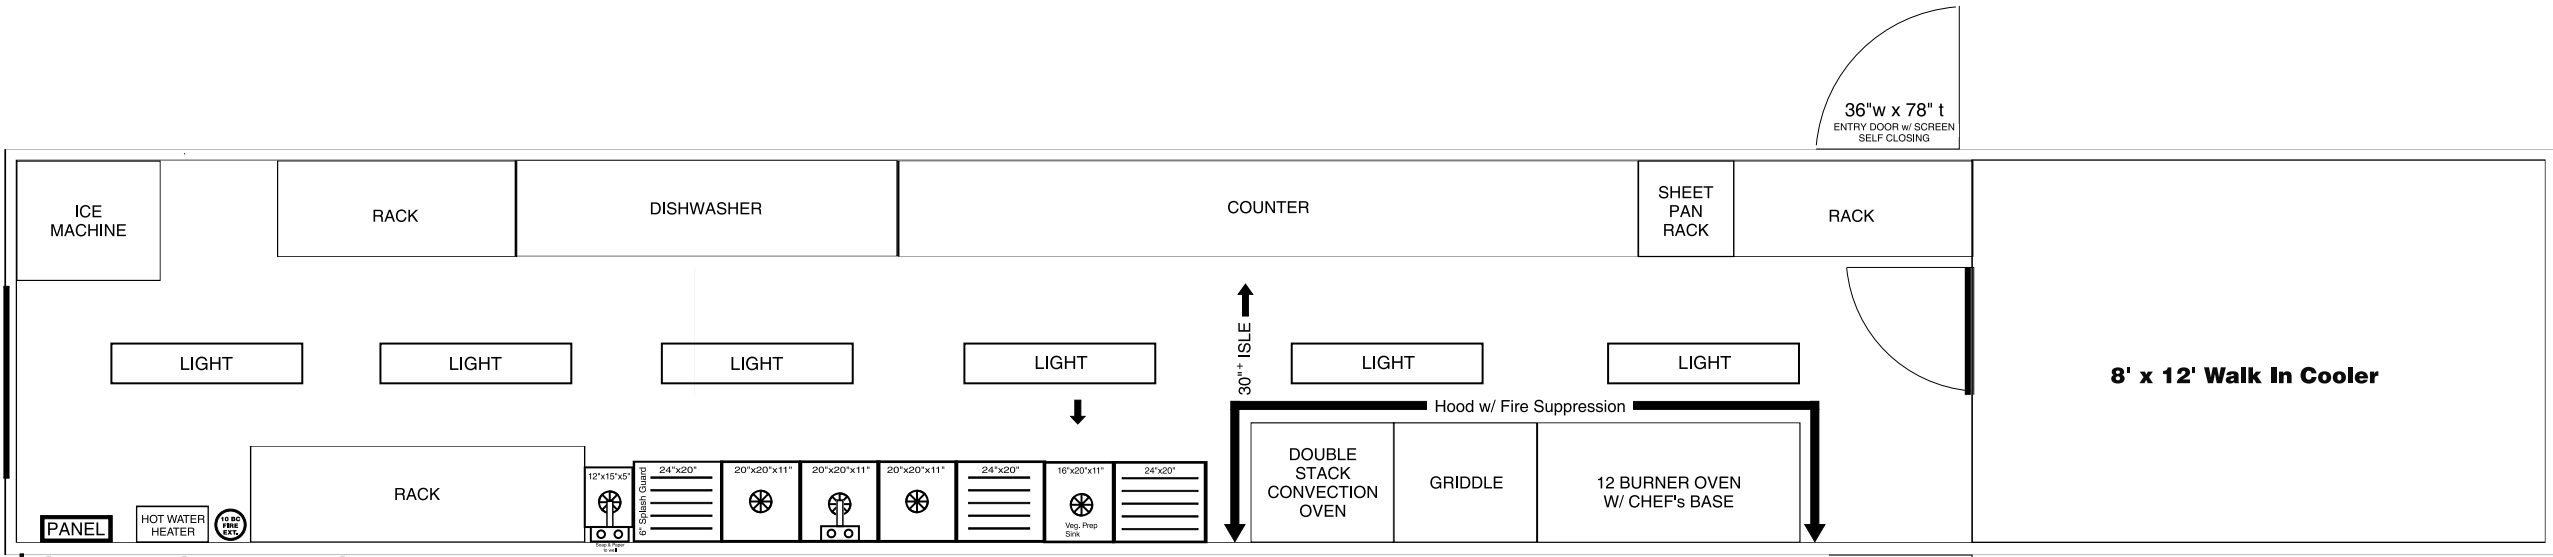 36"w x 78" t
ENTRY DOOR w/ SCREEN
SELF CLOSING
ICE
MACHINE
RACK
DISHWASHER
COUNTER
SHEET
PAN
RACK
RACK
LIGHT
LIGHT
LIGHT
LIGHT
30"+ ISLE
LIGHT
LIGHT
8' x 12' Walk In Cooler
Hood w/ Fire Suppression
PANEL
HOT WATER
HEATER
10 BC
FIRE
EXT.
RACK
12"x15"x5"
Soap & Paper
to wall
6" Splash Guard
24"x20"
20"x20"x11"
20"x20"x11"
20"x20"x11"
24"x20"
16"x20"x11"
Veg. Prep
Sink
24"x20"
DOUBLE
STACK
CONVECTION
OVEN
GRIDDLE
12 BURNER OVEN
W/ CHEF's BASE